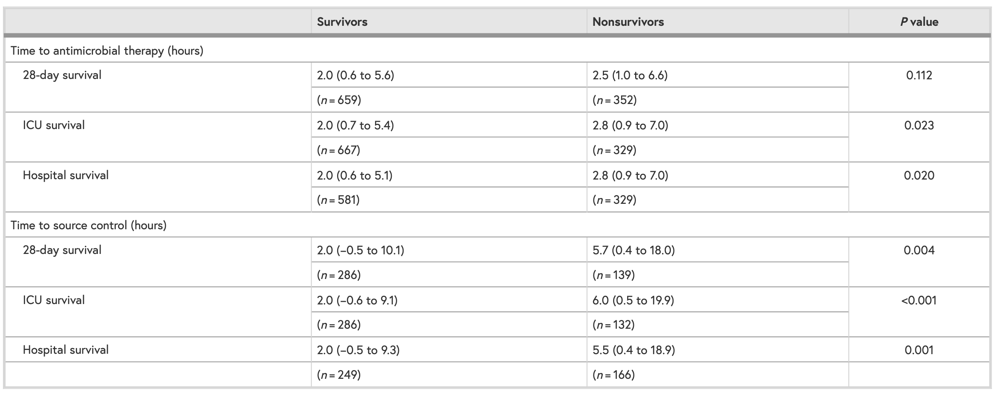 Survivors Nonsurvivors P value
Time to antimicrobial therapy (hours)
28-day survival 2.0 (0.6 to 5.6) 2.5 (1.0 to 6.6) 0.112
(n = 659) (n = 352)
ICU survival 2.0 (0.7 to 5.4) 2.8 (0.9 to 7.0) 0.023
(n = 667) (n = 329)
Hospital survival 2.0 (0.6 to 5.1) 2.8 (0.9 to 7.0) 0.020
(n = 581) (n = 329)
Time to source control (hours)
28-day survival 2.0 (–0.5 to 10.1) 5.7 (0.4 to 18.0) 0.004
(n = 286) (n = 139)
ICU survival 2.0 (–0.6 to 9.1) 6.0 (0.5 to 19.9) <0.001
(n = 286) (n = 132)
Hospital survival 2.0 (–0.5 to 9.3) 5.5 (0.4 to 18.9) 0.001
(n = 249) (n = 166)